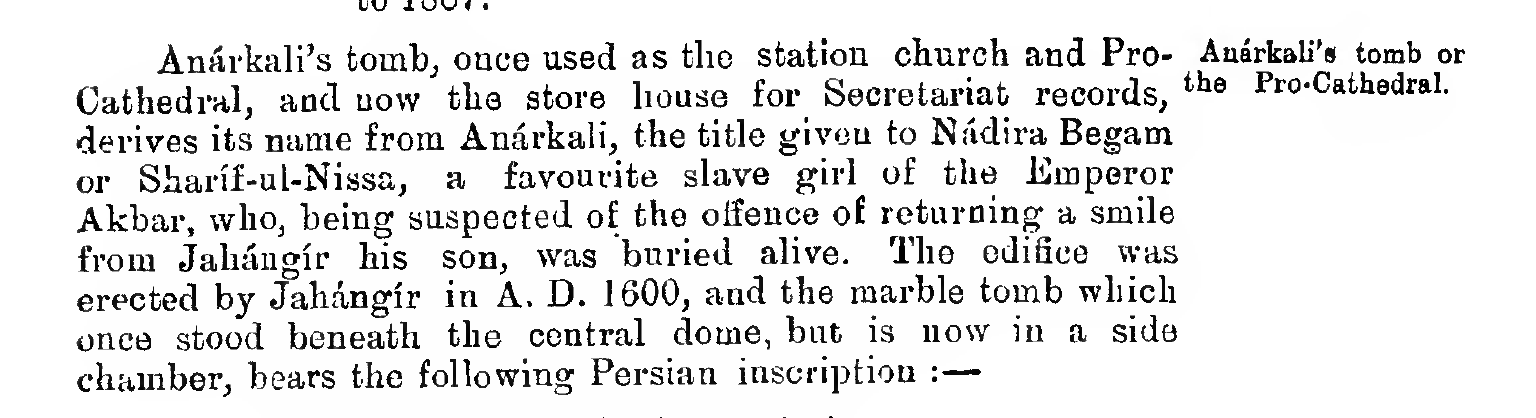 Anárkali's tomb, once used as the station church and Pro-
Cathedral, and now the store house for Secretariat records,
derives its name from Anárkali, the title given to Nádira Begam
or Sharíf-ul-Nissa, a favourite slave girl of the Emperor
Akbar, who, being suspected of the offence of returning a smile
from Jahángír his son, was buried alive. The edifice was
erected by Jahángír in A. D. 1600, and the marble tomb which
once stood beneath the central dome, but is now in a side
chamber, bears the following Persian inscription :—
Anárkali's tomb or
the Pro-Cathedral.